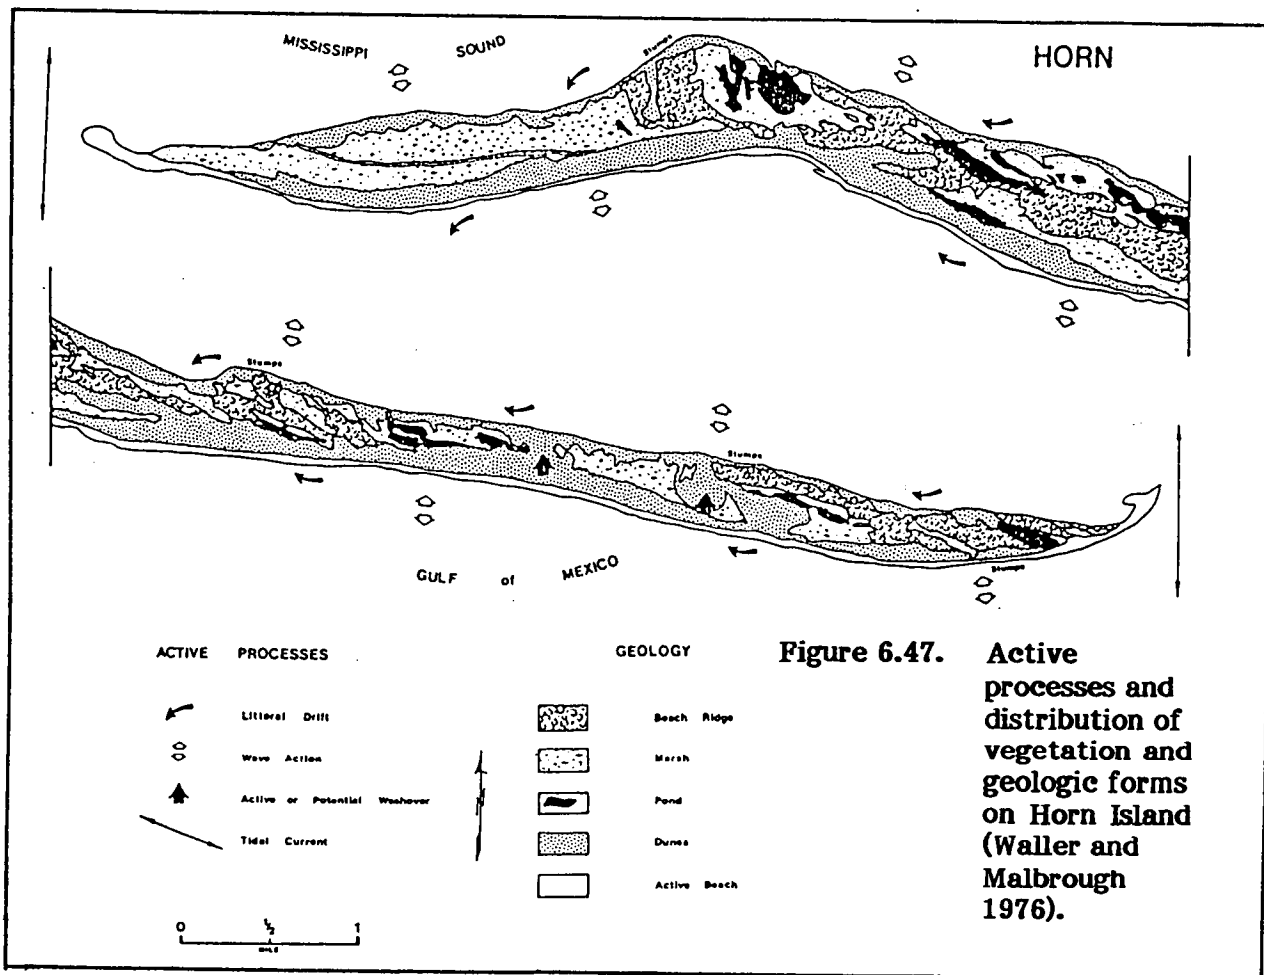 MISSISSIPPI SOUND
HORN
Stumps
Stumps
Stumps
Stumps
GULF of MEXICO
ACTIVE PROCESSES
Littoral Drift
Wave Action
Active or Potential Washover
Tidal Current
0 ½ 1
MILE
GEOLOGY
Beach Ridge
Marsh
Pond
Dunes
Active Beach
Figure 6.47. Active
processes and
distribution of
vegetation and
geologic forms
on Horn Island
(Waller and
Malbrough
1976).